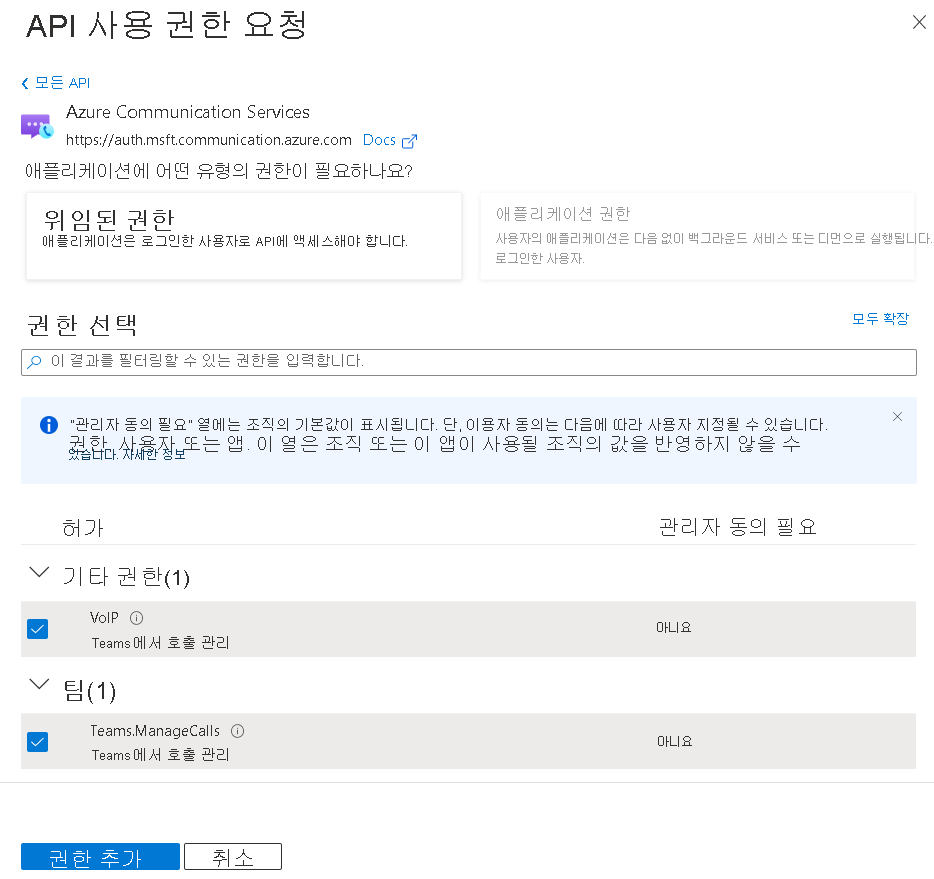 API 사용 권한 요청
모든 API
Azure Communication Services
https://auth.msft.communication.azure.com Docs
애플리케이션에 어떤 유형의 권한이 필요하나요?
위임된 권한
애플리케이션은 로그인한 사용자로 API에 액세스해야 합니다.
애플리케이션 권한
사용자의 애플리케이션은 다음 없이 백그라운드 서비스 또는 디먼으로 실행됩니다.
로그인한 사용자.
권한 선택
모두 확장
이 결과를 필터링할 수 있는 권한을 입력합니다.
"관리자 동의 필요" 열에는 조직의 기본값이 표시됩니다. 단, 이용자 동의는 다음에 따라 사용자 지정될 수 있습니다.
권한, 사용자 또는 앱. 이 열은 조직 또는 이 앱이 사용될 조직의 값을 반영하지 않을 수
있습니다. 자세한 정보
허가 관리자 동의 필요
기타 권한(1)
VoIP
Teams에서 호출 관리
아니요
팀(1)
Teams.ManageCalls
Teams에서 호출 관리
아니요
권한 추가 취소